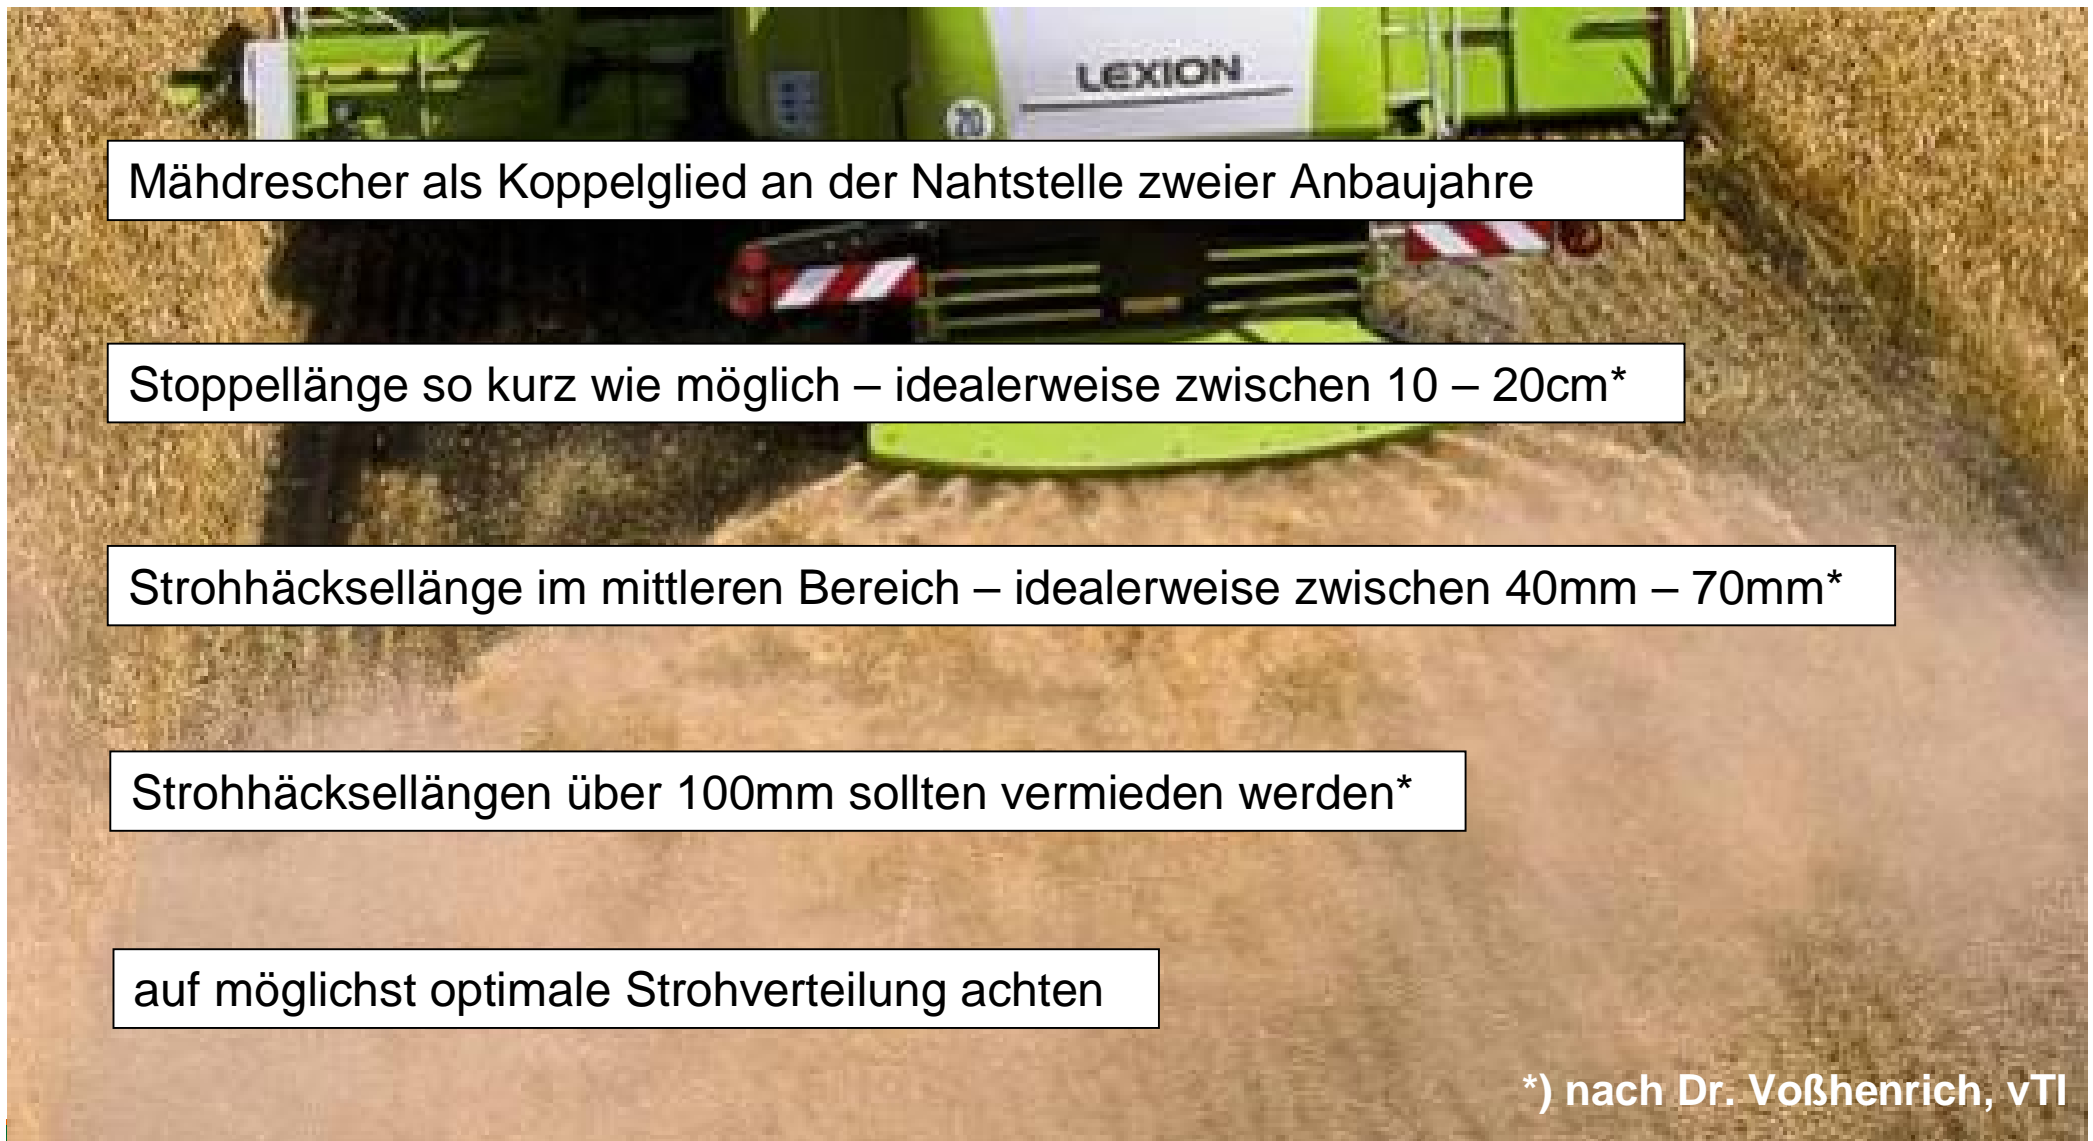 LEXION
20
Mähdrescher als Koppelglied an der Nahtstelle zweier Anbaujahre
Stoppellänge so kurz wie möglich – idealerweise zwischen 10 – 20cm*
Strohhäcksellänge im mittleren Bereich – idealerweise zwischen 40mm – 70mm*
Strohhäcksellängen über 100mm sollten vermieden werden*
auf möglichst optimale Strohverteilung achten
*) nach Dr. Voßhenrich, vTI